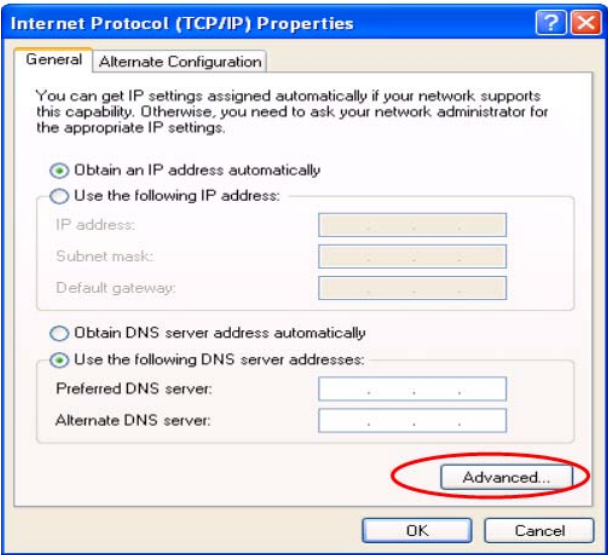 Internet Protocol (TCP/IP) Properties
General
Alternate Configuration
You can get IP settings assigned automatically if your network supports
this capability. Otherwise, you need to ask your network administrator for
the appropriate IP settings.
Obtain an IP address automatically
Use the following IP address:
IP address:
Subnet mask:
Default gateway:
Obtain DNS server address automatically
Use the following DNS server addresses:
Preferred DNS server:
Alternate DNS server:
Advanced...
OK
Cancel